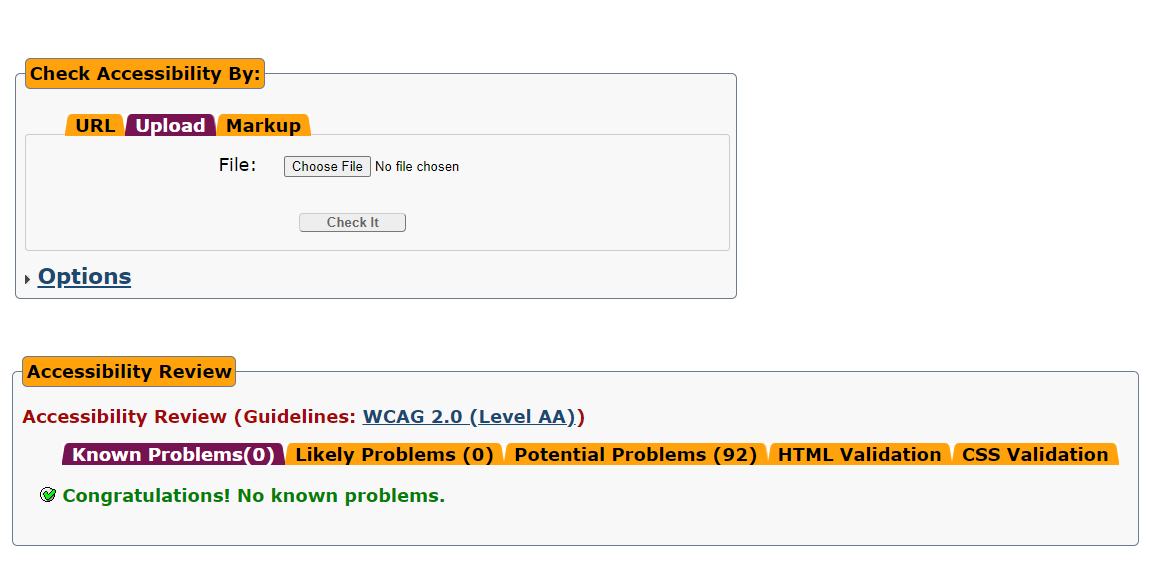 Check Accessibility By:
URL Upload Markup
File: Choose File No file chosen
Check It
Options
Accessibility Review
Accessibility Review (Guidelines: WCAG 2.0 (Level AA))
Known Problems(0) Likely Problems (0) Potential Problems (92) HTML Validation CSS Validation
Congratulations! No known problems.